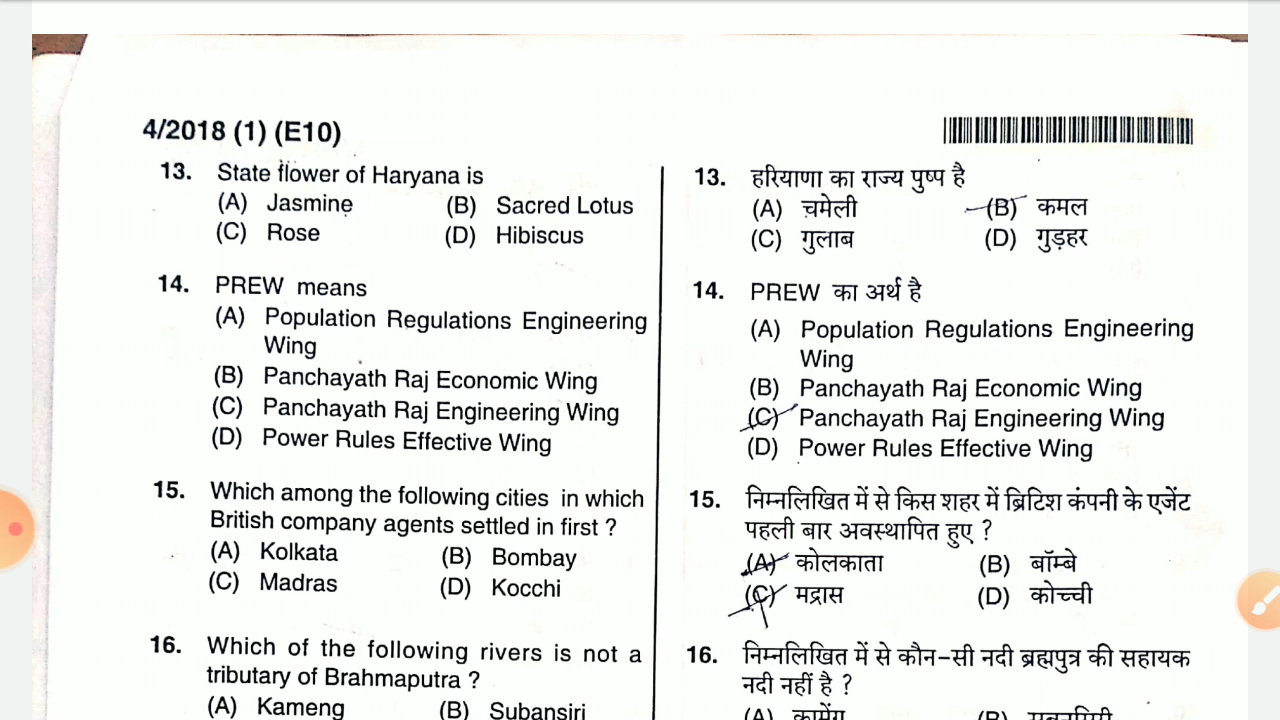 4/2018 (1) (E10)
13. State flower of Haryana is
(A) Jasmine (B) Sacred Lotus
(C) Rose (D) Hibiscus
14. PREW means
(A) Population Regulations Engineering
Wing
(B) Panchayath Raj Economic Wing
(C) Panchayath Raj Engineering Wing
(D) Power Rules Effective Wing
15. Which among the following cities in which
British company agents settled in first ?
(A) Kolkata (B) Bombay
(C) Madras (D) Kocchi
16. Which of the following rivers is not a
tributary of Brahmaputra ?
(A) Kameng (B) Subansiri
13. हरियाणा का राज्य पुष्प है
(A) चमेली (B) कमल
(C) गुलाब (D) गुड़हर
14. PREW का अर्थ है
(A) Population Regulations Engineering
Wing
(B) Panchayath Raj Economic Wing
(C) Panchayath Raj Engineering Wing
(D) Power Rules Effective Wing
15. निम्नलिखित में से किस शहर में ब्रिटिश कंपनी के एजेंट
पहली बार अवस्थापित हुए ?
(A) कोलकाता (B) बॉम्बे
(C) मद्रास (D) कोच्ची
16. निम्नलिखित में से कौन-सी नदी ब्रह्मपुत्र की सहायक
नदी नहीं है ?
(A) कामेंग (B)